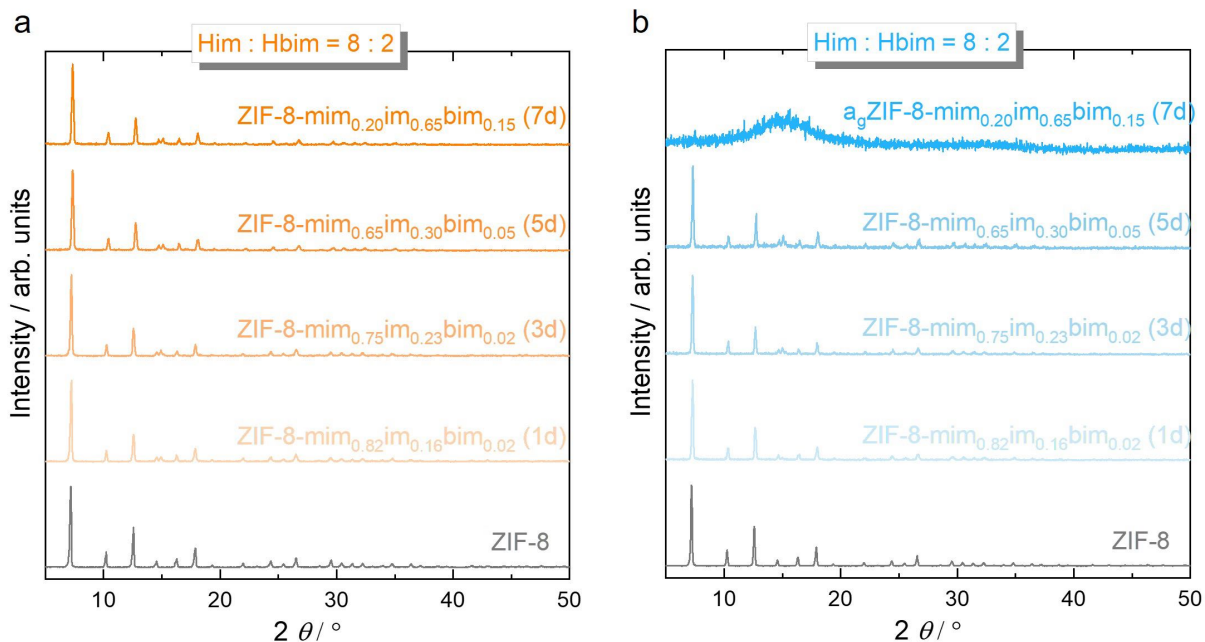 a
Him : Hbim = 8 : 2
ZIF-8-mim0.20im0.65bim0.15 (7d)
ZIF-8-mim0.65im0.30bim0.05 (5d)
ZIF-8-mim0.75im0.23bim0.02 (3d)
ZIF-8-mim0.82im0.16bim0.02 (1d)
ZIF-8
Intensity / arb. units
10 20 30 40 50
2 θ / °
b
Him : Hbim = 8 : 2
agZIF-8-mim0.20im0.65bim0.15 (7d)
ZIF-8-mim0.65im0.30bim0.05 (5d)
ZIF-8-mim0.75im0.23bim0.02 (3d)
ZIF-8-mim0.82im0.16bim0.02 (1d)
ZIF-8
Intensity / arb. units
10 20 30 40 50
2 θ / °